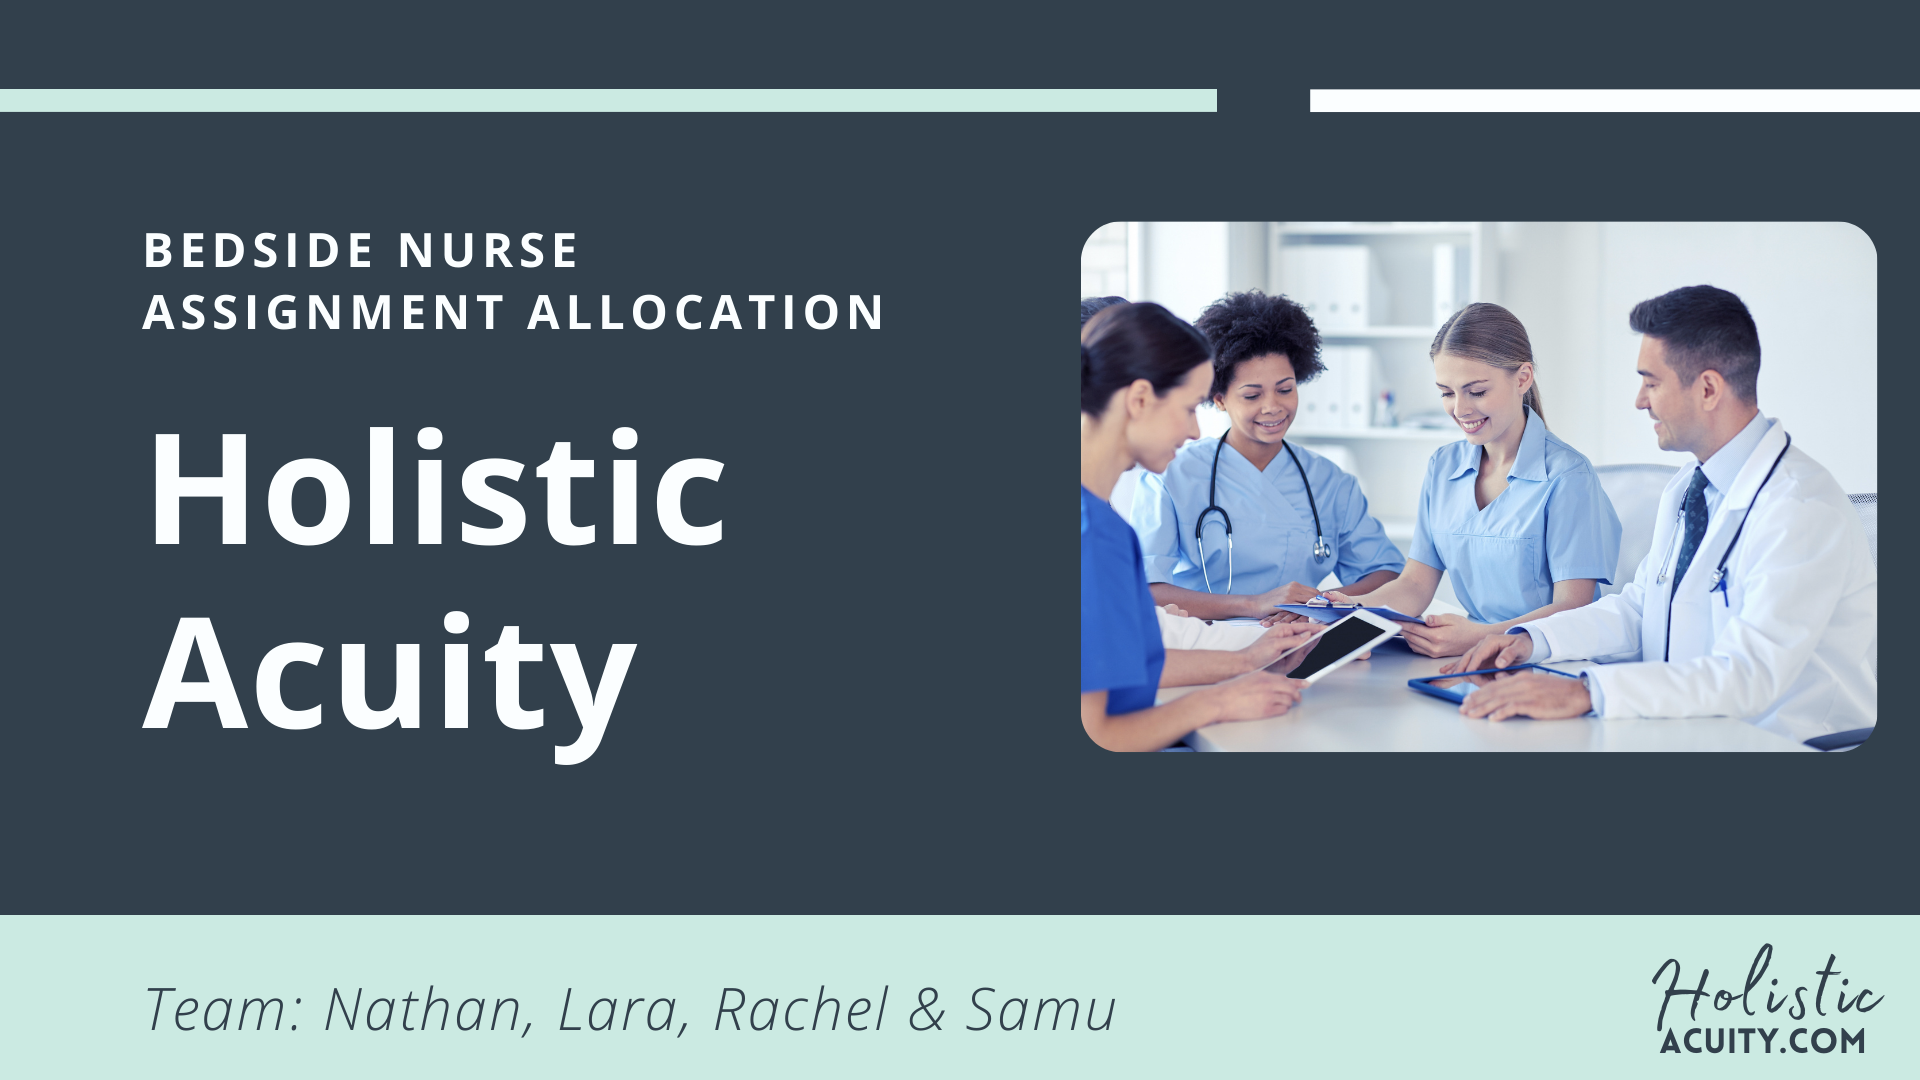 BEDSIDE NURSE
ASSIGNMENT ALLOCATION
Holistic
Acuity
Team: Nathan, Lara, Rachel & Samu
Holistic
ACUITY.COM